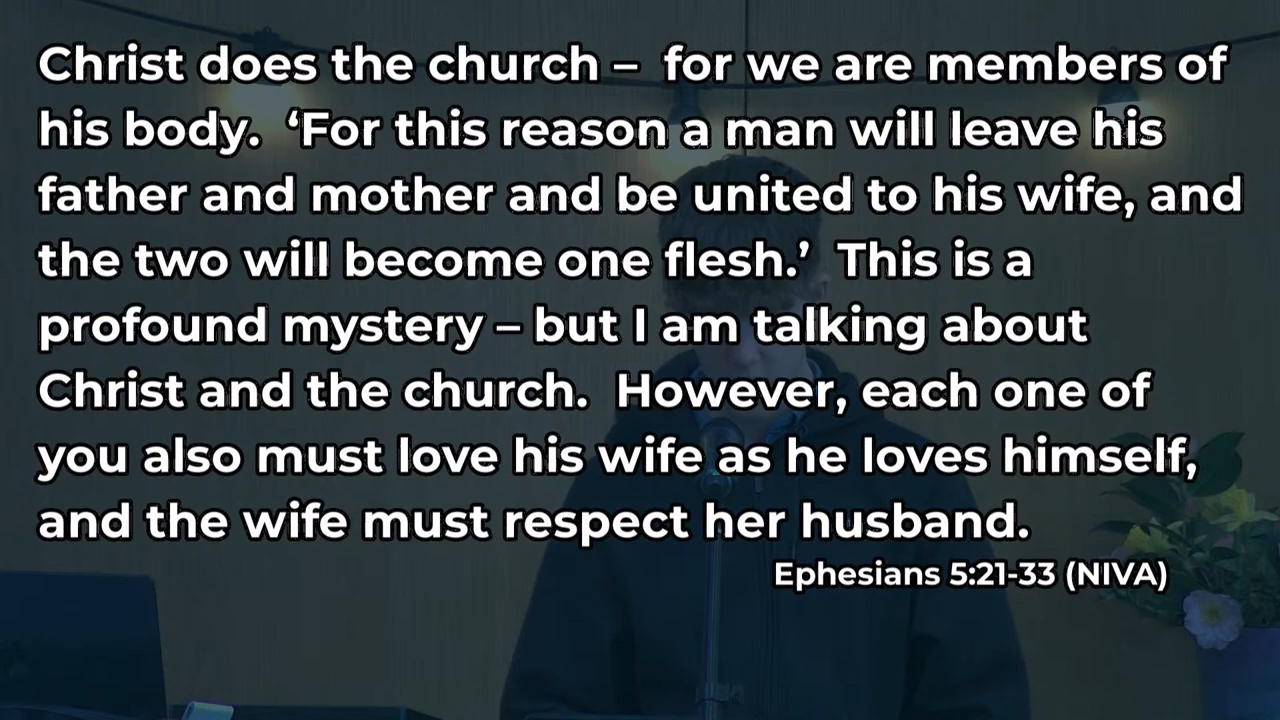 Christ does the church –  for we are members of
his body.  ‘For this reason a man will leave his
father and mother and be united to his wife, and
the two will become one flesh.’  This is a
profound mystery – but I am talking about
Christ and the church.  However, each one of
you also must love his wife as he loves himself,
and the wife must respect her husband.
Ephesians 5:21-33 (NIVA)